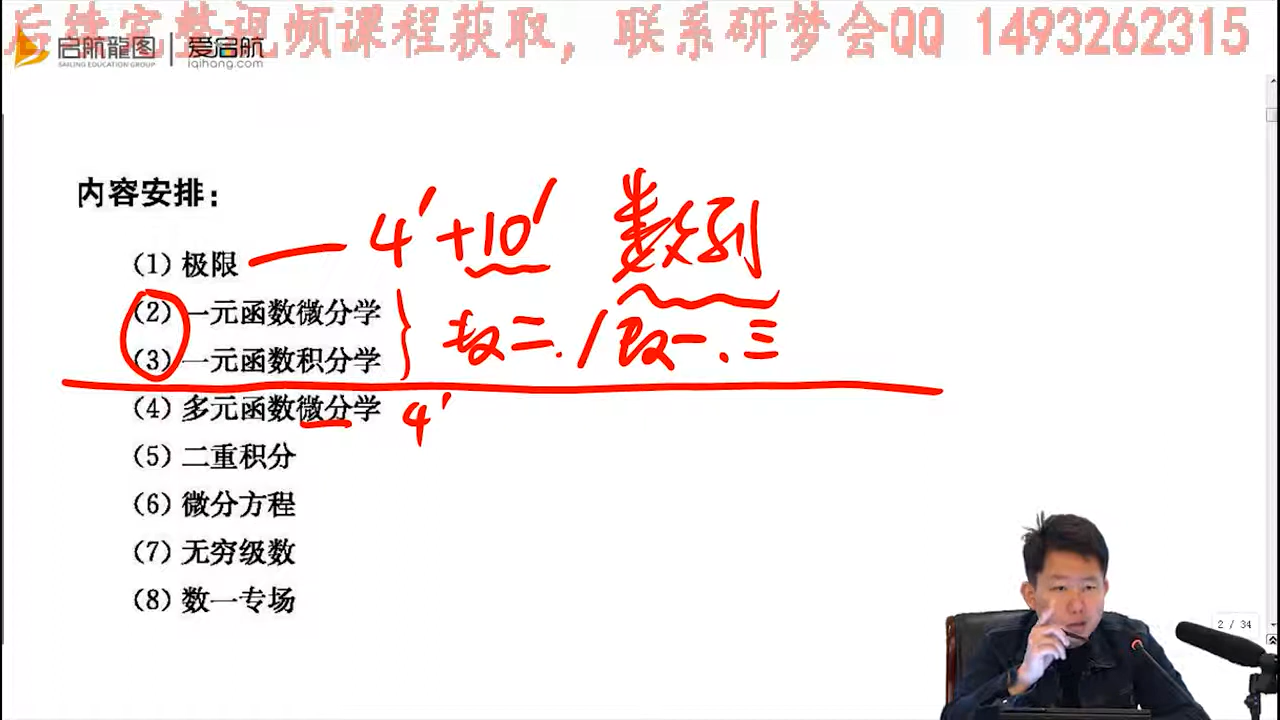 后续完整视频课程获取，联系研梦会QQ 1493262315
启航龍图 爱启航
SAILING EDUCATION GROUP iqihang.com
内容安排：
（1）极限 4'+10' 数列
（2）一元函数微分学
（3）一元函数积分学 数二. / 数一、三
（4）多元函数微分学 4'
（5）二重积分
（6）微分方程
（7）无穷级数
（8）数一专场
2 / 34